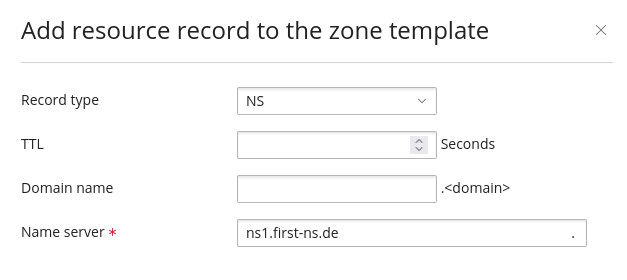 Add resource record to the zone template
Record type NS
TTL Seconds
Domain name .<domain>
Name server * ns1.first-ns.de .